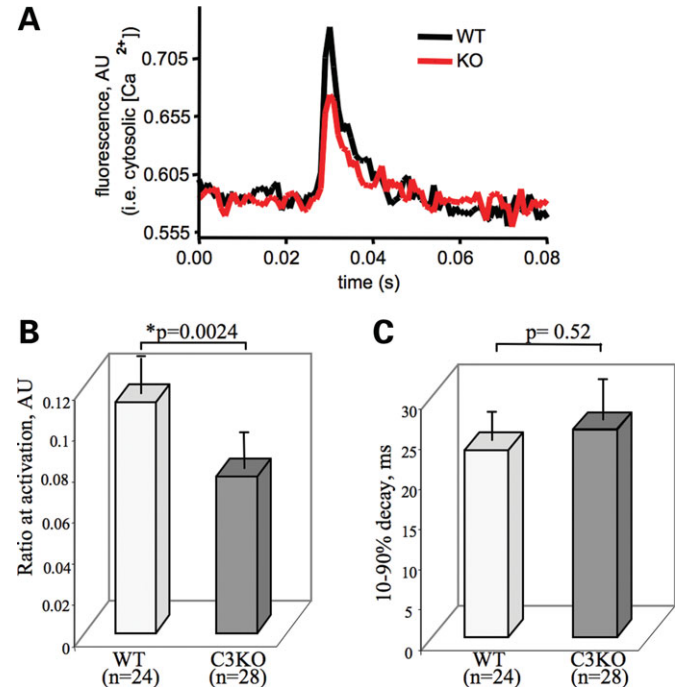 A
fluorescence, AU
(i.e. cytosolic [Ca 2+])
0.705
0.655
0.605
0.555
WT
KO
0.00 0.02 0.04 0.06 0.08
time (s)
B
*p=0.0024
Ratio at activation, AU
0.12
0.1
0.08
0.06
0.04
0.02
0
WT C3KO
(n=24) (n=28)
C
p= 0.52
10-90% decay, ms
30
25
20
15
10
5
0
WT C3KO
(n=24) (n=28)